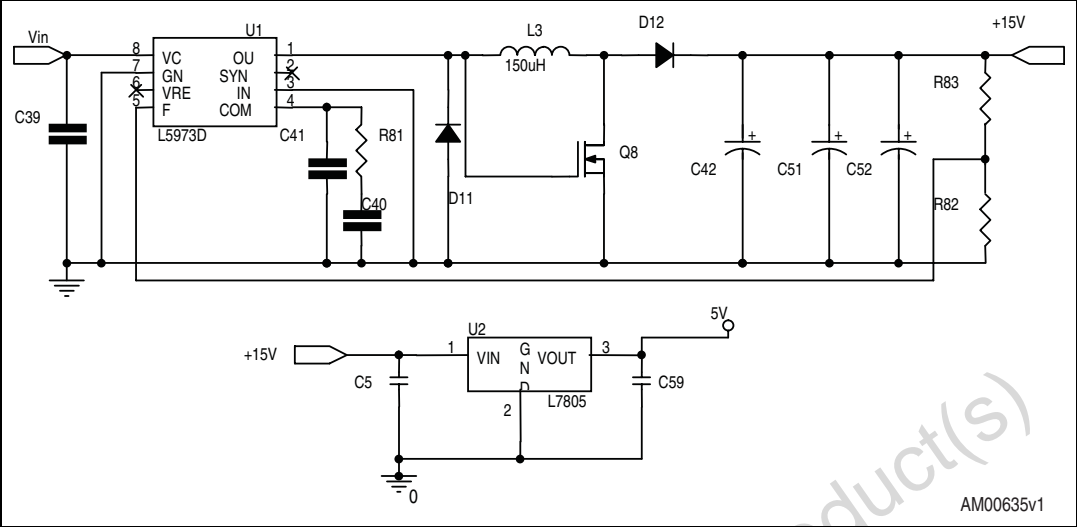 U1
D12
+15V
L3
Vin
8
VC
OU
1
7
GN
SYN
2
6
VRE
IN
3
5
F
COM
4
L5973D
150uH
C39
C41
R81
C40
D11
Q8
C42
C51
C52
R83
R82
+15V
U2
1
VIN
GND
VOUT
3
L7805
2
5V
C5
C59
0
duct(s)
AM00635v1